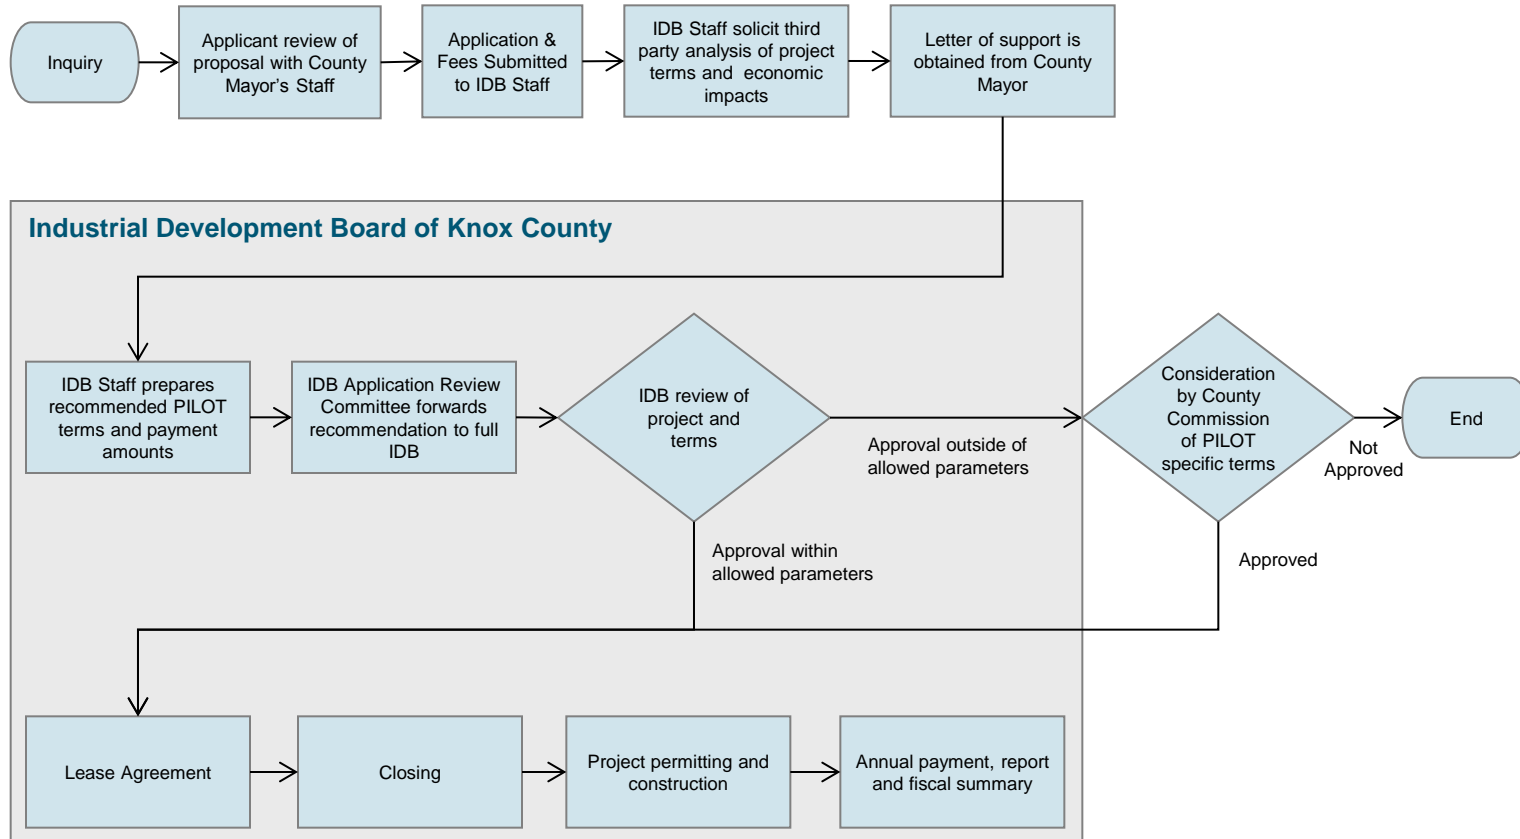 Inquiry
Applicant review of
proposal with County
Mayor's Staff
Application &
Fees Submitted
to IDB Staff
IDB Staff solicit third
party analysis of project
terms and economic
impacts
Letter of support is
obtained from County
Mayor
Industrial Development Board of Knox County
IDB Staff prepares
recommended PILOT
terms and payment
amounts
IDB Application Review
Committee forwards
recommendation to full
IDB
IDB review of
project and
terms
Approval outside of
allowed parameters
Consideration
by County
Commission
of PILOT
specific terms
Not
Approved
End
Approval within
allowed parameters
Approved
Lease Agreement
Closing
Project permitting and
construction
Annual payment, report
and fiscal summary